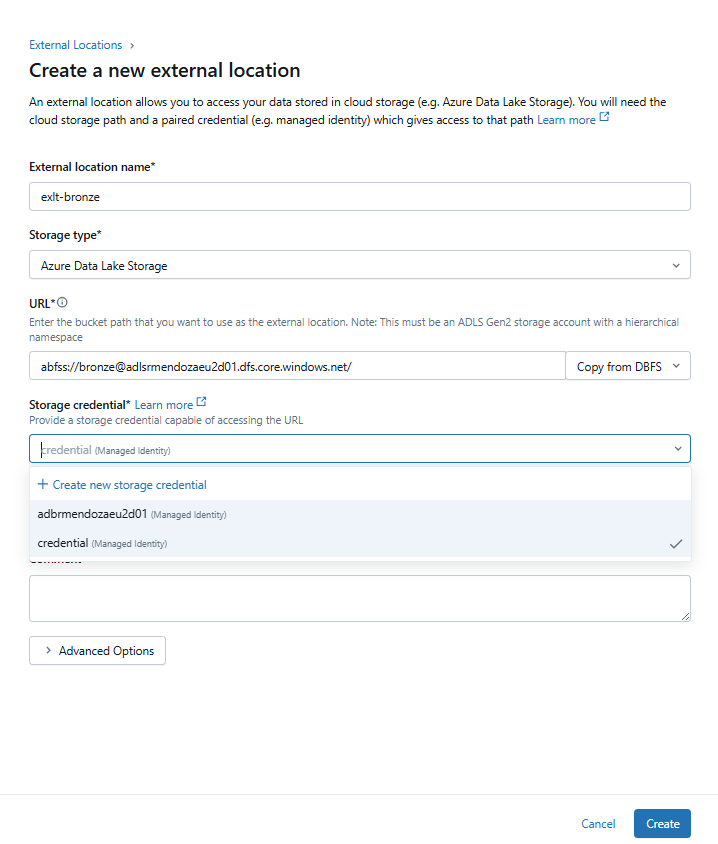 External Locations >
Create a new external location
An external location allows you to access your data stored in cloud storage (e.g. Azure Data Lake Storage). You will need the
cloud storage path and a paired credential (e.g. managed identity) which gives access to that path Learn more
External location name*
exlt-bronze
Storage type*
Azure Data Lake Storage
URL*
Enter the bucket path that you want to use as the external location. Note: This must be an ADLS Gen2 storage account with a hierarchical
namespace
abfss://bronze@adlsrmendozaeu2d01.dfs.core.windows.net/ Copy from DBFS
Storage credential* Learn more
Provide a storage credential capable of accessing the URL
credential (Managed Identity)
+ Create new storage credential
adbrmendozaeu2d01 (Managed Identity)
credential (Managed Identity)
Comment
> Advanced Options
Cancel Create